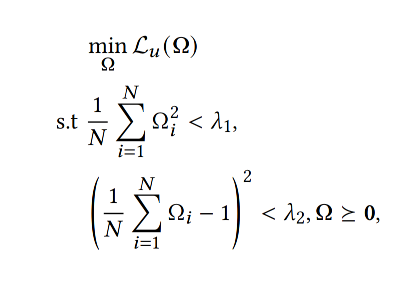 min_Ω ℒ_u(Ω)
s.t 1/N ∑_{i=1}^{N} Ω_i^2 < λ_1,
(1/N ∑_{i=1}^{N} Ω_i − 1)^2 < λ_2, Ω ⪰ 0,